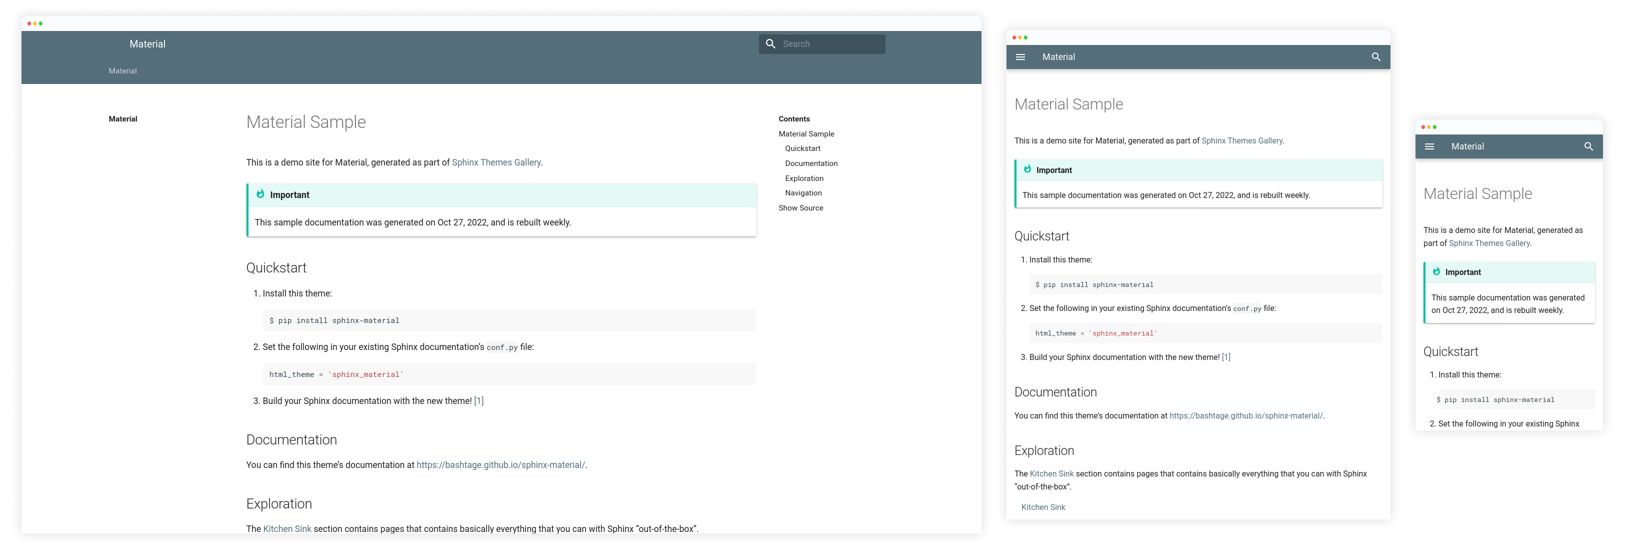 Material
Search
Material
Material
Material Sample
This is a demo site for Material, generated as part of Sphinx Themes Gallery.
Important
This sample documentation was generated on Oct 27, 2022, and is rebuilt weekly.
Quickstart
1. Install this theme:
$ pip install sphinx-material
2. Set the following in your existing Sphinx documentation's conf.py file:
html_theme = 'sphinx_material'
3. Build your Sphinx documentation with the new theme! [1]
Documentation
You can find this theme's documentation at https://bashtage.github.io/sphinx-material/.
Exploration
The Kitchen Sink section contains pages that contains basically everything that you can with Sphinx “out-of-the-box”.
Contents
Material Sample
Quickstart
Documentation
Exploration
Navigation
Show Source
Material
Material Sample
This is a demo site for Material, generated as part of Sphinx Themes Gallery.
Important
This sample documentation was generated on Oct 27, 2022, and is rebuilt weekly.
Quickstart
1. Install this theme:
$ pip install sphinx-material
2. Set the following in your existing Sphinx documentation's conf.py file:
html_theme = 'sphinx_material'
3. Build your Sphinx documentation with the new theme! [1]
Documentation
You can find this theme's documentation at https://bashtage.github.io/sphinx-material/.
Exploration
The Kitchen Sink section contains pages that contains basically everything that you can with Sphinx
“out-of-the-box”.
Kitchen Sink
Material
Material Sample
This is a demo site for Material, generated as
part of Sphinx Themes Gallery.
Important
This sample documentation was generated
on Oct 27, 2022, and is rebuilt weekly.
Quickstart
1. Install this theme:
$ pip install sphinx-material
2. Set the following in your existing Sphinx